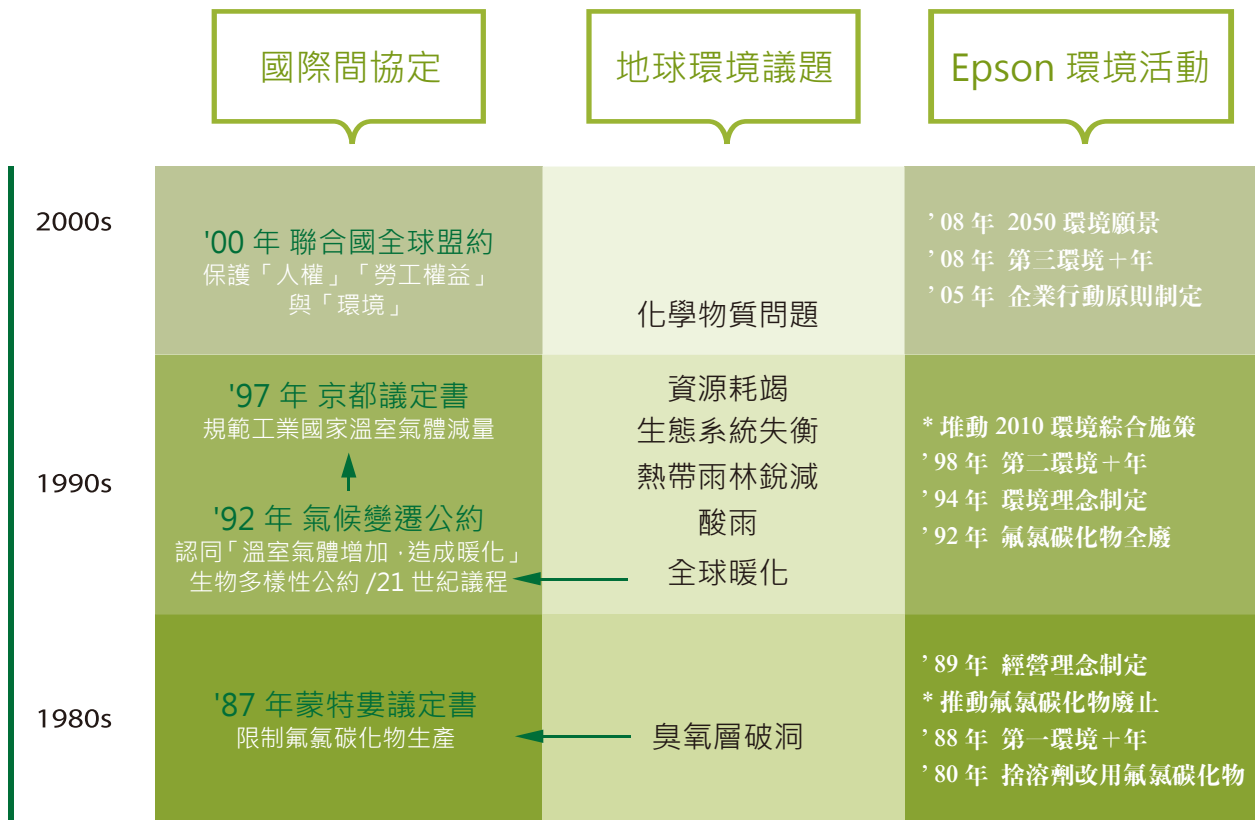 國際間協定
地球環境議題
Epson 環境活動
2000s
'00 年 聯合國全球盟約
保護「人權」「勞工權益」
與「環境」
化學物質問題
’08 年 2050 環境願景
’08 年 第三環境＋年
’05 年 企業行動原則制定
1990s
'97 年 京都議定書
規範工業國家溫室氣體減量
'92 年 氣候變遷公約
認同「溫室氣體增加，造成暖化」
生物多樣性公約 /21 世紀議程
資源耗竭
生態系統失衡
熱帶雨林銳減
酸雨
全球暖化
* 堆動 2010 環境綜合施策
’98 年 第二環境＋年
’94 年 環境理念制定
’92 年 氟氯碳化物全廢
1980s
'87 年蒙特婁議定書
限制氟氯碳化物生產
臭氧層破洞
’89 年 經營理念制定
* 推動氟氯碳化物廢止
’88 年 第一環境＋年
’80 年 捨溶劑改用氟氯碳化物